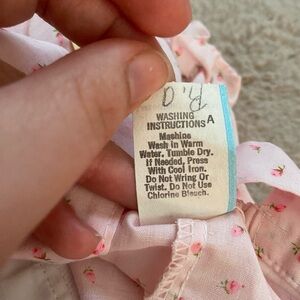 WASHING
INSTRUCTIONS A
Machine
Wash in Warm
Water. Tumble Dry.
If Needed, Press
With Cool Iron.
Do Not Wring Or
Twist. Do Not Use
Chlorine Bleach.